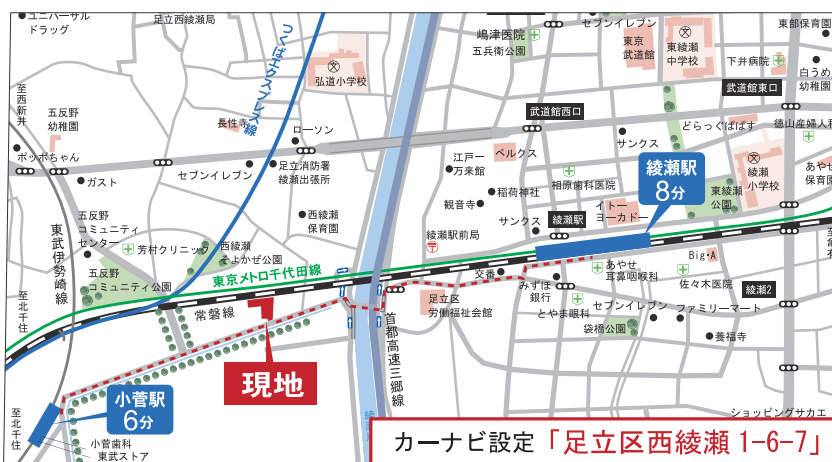 ユニバーサル
ドラッグ
足立西綾瀬局
つくばエクスプレス線
弘道小学校
嶋津医院
五兵衛公園
セブンイレブン
東京
武道館
東綾瀬
中学校
東部保育園
下井病院
白うめ
幼稚園
武道館東口
至西新井
五反野
幼稚園
長性寺
ローソン
武道館西口
サンクス
どらっぐぱぱす
徳山産婦人科
ポッポちゃん
ガスト
セブンイレブン
足立消防署
綾瀬出張所
江戸一
万来館
ベルクス
相原歯科医院
綾瀬駅
8分
綾瀬
小学校
東綾瀬
公園
あやせ
保育園
五反野
コミュニティ
センター
西綾瀬
保育園
稲荷神社
観音寺
サンクス
綾瀬駅
イトー
ヨーカドー
東武伊勢崎線
芳村クリニック
西綾瀬
そよかぜ公園
綾瀬駅前局
五反野
コミュニティ公園
東京メトロ千代田線
交番
みずほ
銀行
あやせ
耳鼻咽喉科
Big・A
佐々木医院
綾瀬2
至亀有
至北千住
常磐線
首都高速三郷線
足立区
労働福祉会館
とやま眼科
セブンイレブン
ファミリーマート
袋橋公園
養福寺
現地
小菅駅
6分
至北千住
小菅歯科
東武ストア
ショッピングサカエ
カーナビ設定「足立区西綾瀬 1-6-7」